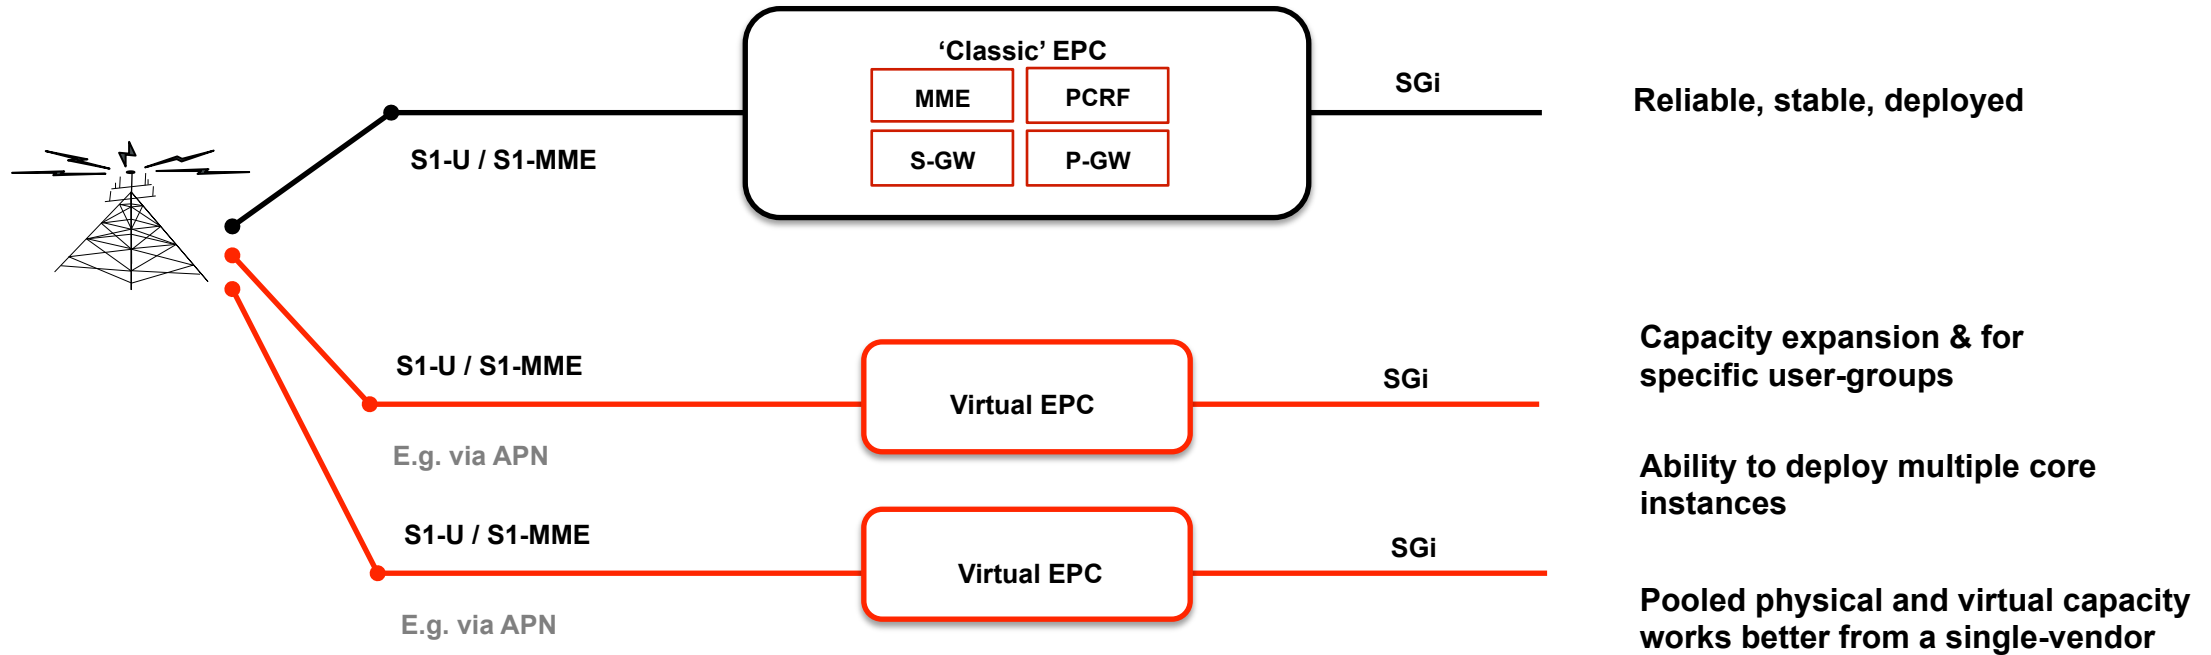 ‘Classic’ EPC
MME
PCRF
S-GW
P-GW
S1-U / S1-MME
SGi
Reliable, stable, deployed
S1-U / S1-MME
E.g. via APN
Virtual EPC
SGi
Capacity expansion & for
specific user-groups
Ability to deploy multiple core
instances
S1-U / S1-MME
E.g. via APN
Virtual EPC
SGi
Pooled physical and virtual capacity
works better from a single-vendor